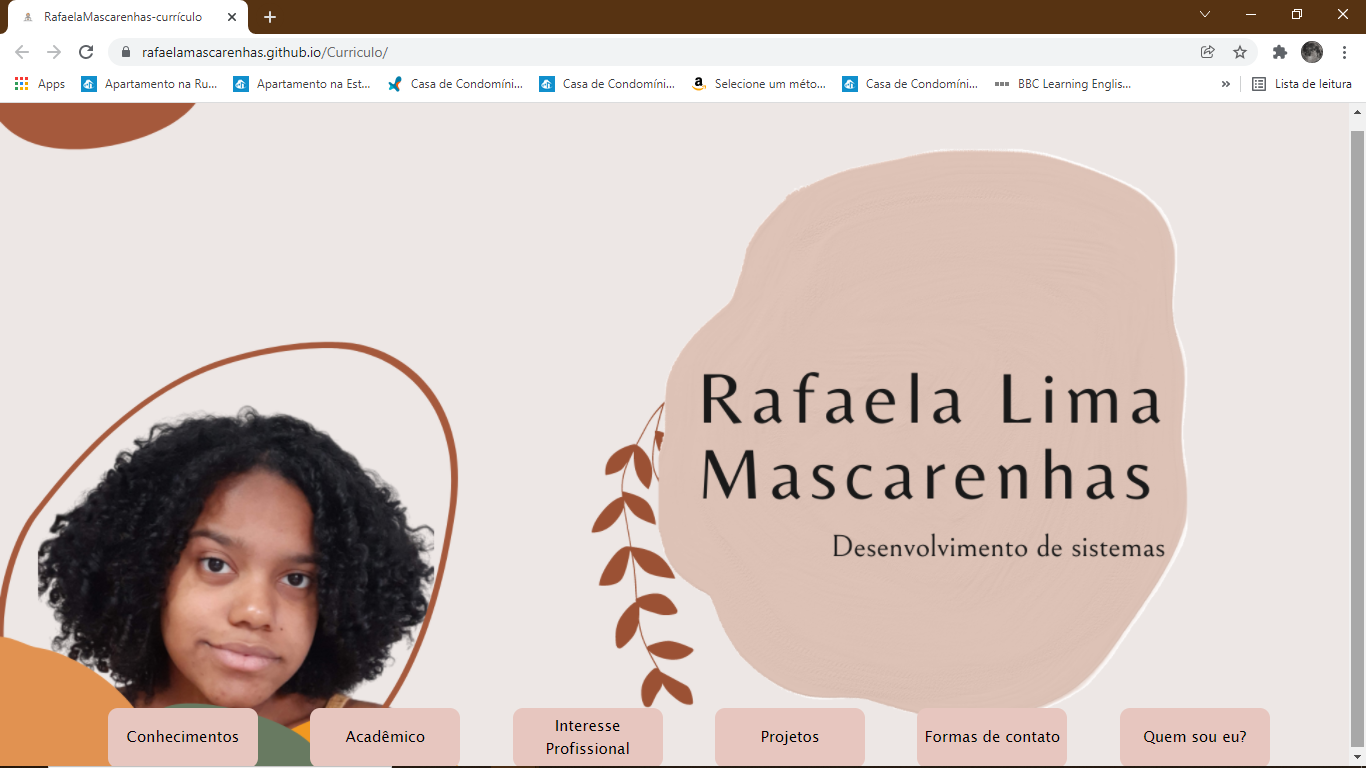 RafaelaMascarenhas-currículo
rafaelamascarenhas.github.io/Curriculo/
Apps Apartamento na Ru... Apartamento na Est... Casa de Condomíni... Casa de Condomíni... Selecione um méto... Casa de Condomíni... BBC Learning Englis... » Lista de leitura
Rafaela Lima
Mascarenhas
Desenvolvimento de sistemas
Conhecimentos
Acadêmico
Interesse
Profissional
Projetos
Formas de contato
Quem sou eu?